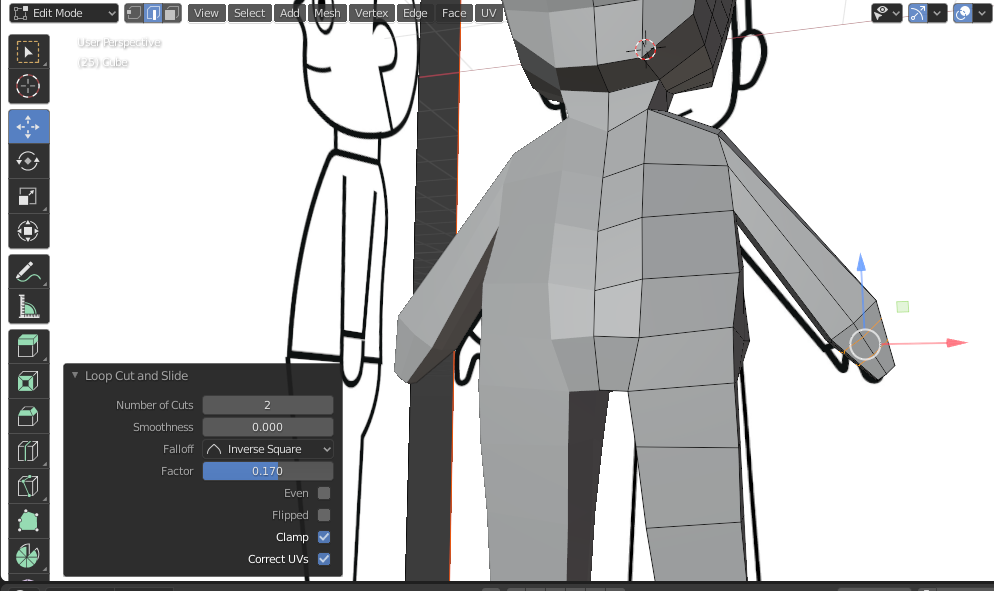 Edit Mode View Select Add Mesh Vertex Edge Face UV
User Perspective
(25) Cube
Loop Cut and Slide
Number of Cuts 2
Smoothness 0.000
Falloff Inverse Square
Factor 0.170
Even
Flipped
Clamp
Correct UVs